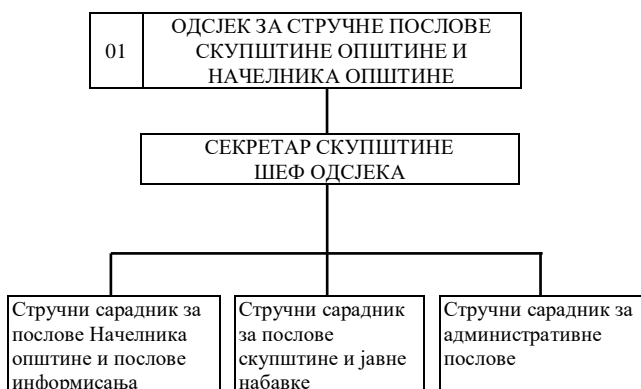 01
ОДСЈЕК ЗА СТРУЧНЕ ПОСЛОВЕ
СКУПШТИНЕ ОПШТИНЕ И
НАЧЕЛНИКА ОПШТИНЕ
СЕКРЕТАР СКУПШТИНЕ
ШЕФ ОДСЈЕКА
Стручни сарадник за
послове Начелника
општине и послове
информисања
Стручни сарадник
за послове
скупштине и јавне
набавке
Стручни сарадник за
административне
послове